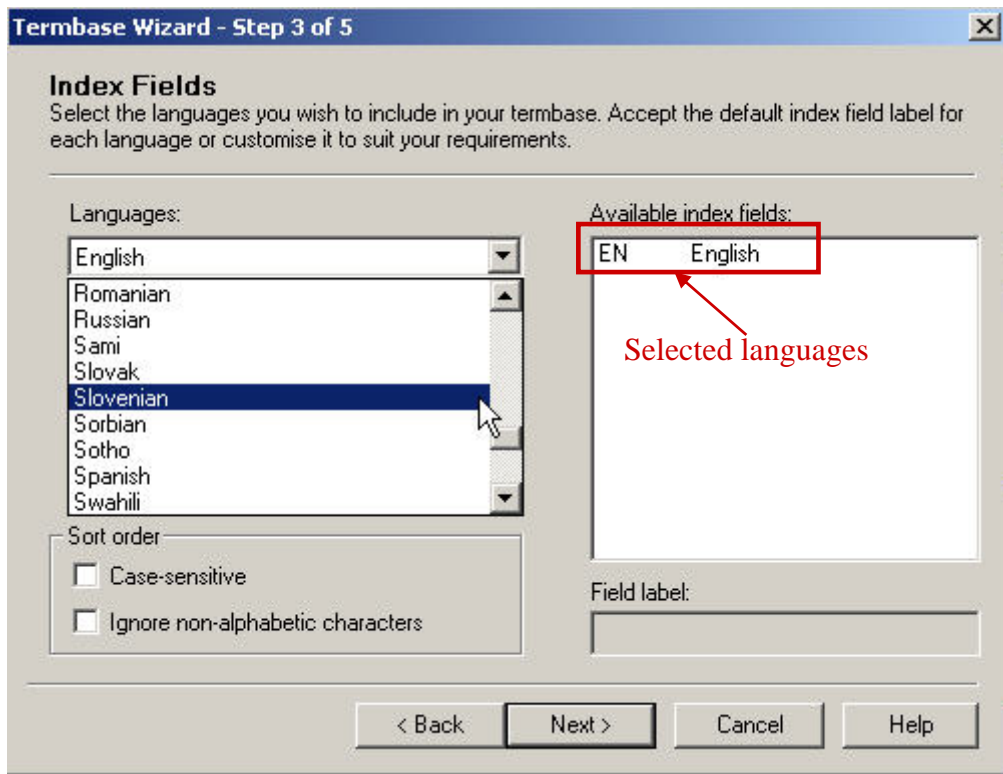 Termbase Wizard - Step 3 of 5
Index Fields
Select the languages you wish to include in your termbase. Accept the default index field label for
each language or customise it to suit your requirements.
Languages:
English
Romanian
Russian
Sami
Slovak
Slovenian
Sorbian
Sotho
Spanish
Swahili
Sort order
Case-sensitive
Ignore non-alphabetic characters
Available index fields:
EN English
Selected languages
Field label:
< Back Next > Cancel Help